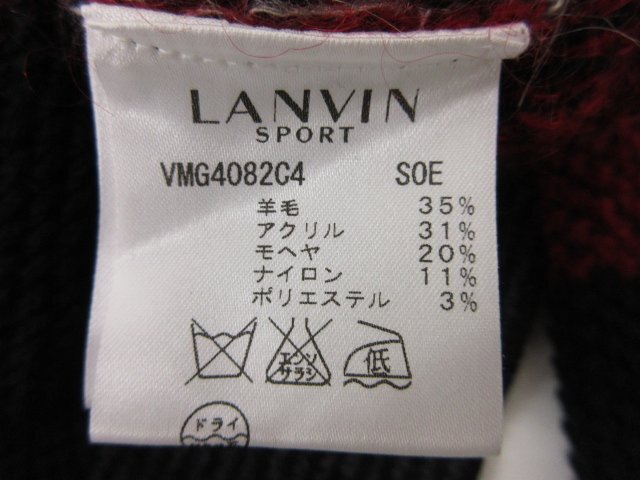 LANVIN
SPORT
VMG4082C4 SOE
羊毛 35%
アクリル 31%
モヘヤ 20%
ナイロン 11%
ポリエステル 3%
エンソ
サラシ
低
ドライ